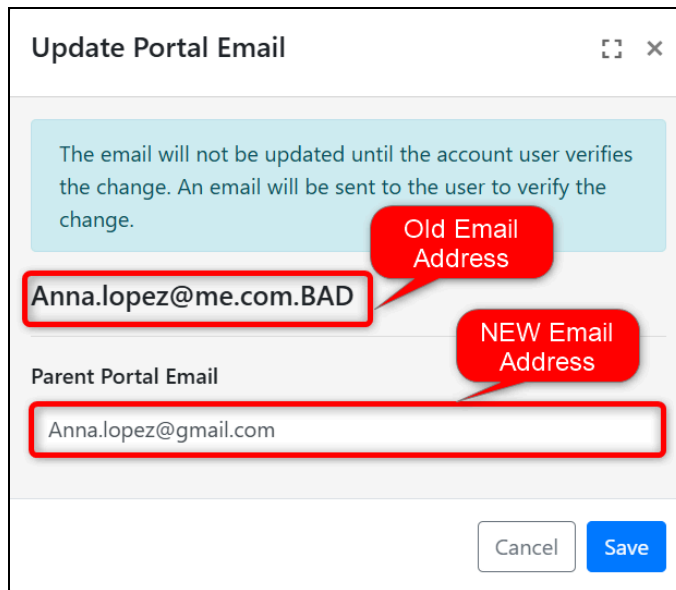 Update Portal Email
The email will not be updated until the account user verifies
the change. An email will be sent to the user to verify the
change.
Old Email
Address
Anna.lopez@me.com.BAD
NEW Email
Address
Parent Portal Email
Anna.lopez@gmail.com
Cancel
Save